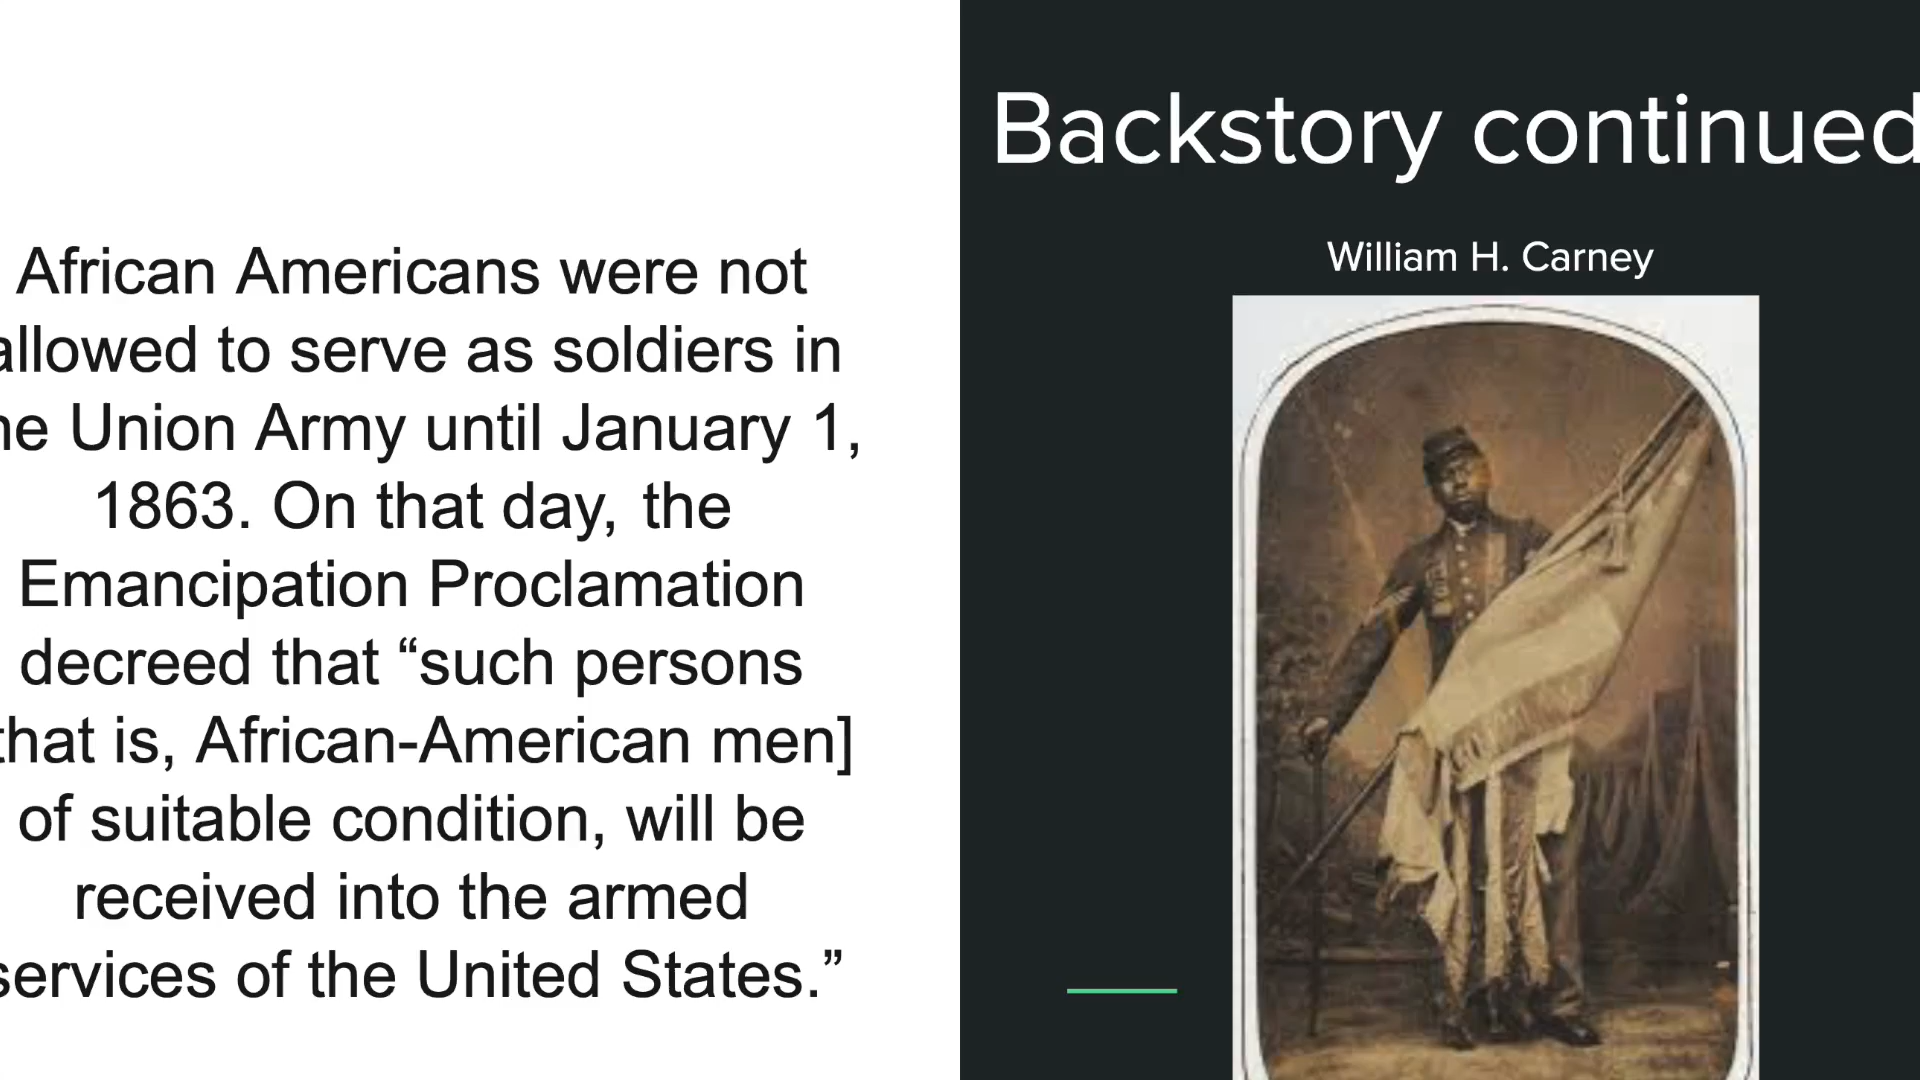 African Americans were not
allowed to serve as soldiers in
he Union Army until January 1,
1863. On that day, the
Emancipation Proclamation
decreed that “such persons
that is, African-American men]
of suitable condition, will be
received into the armed
services of the United States.”
Backstory continued
William H. Carney